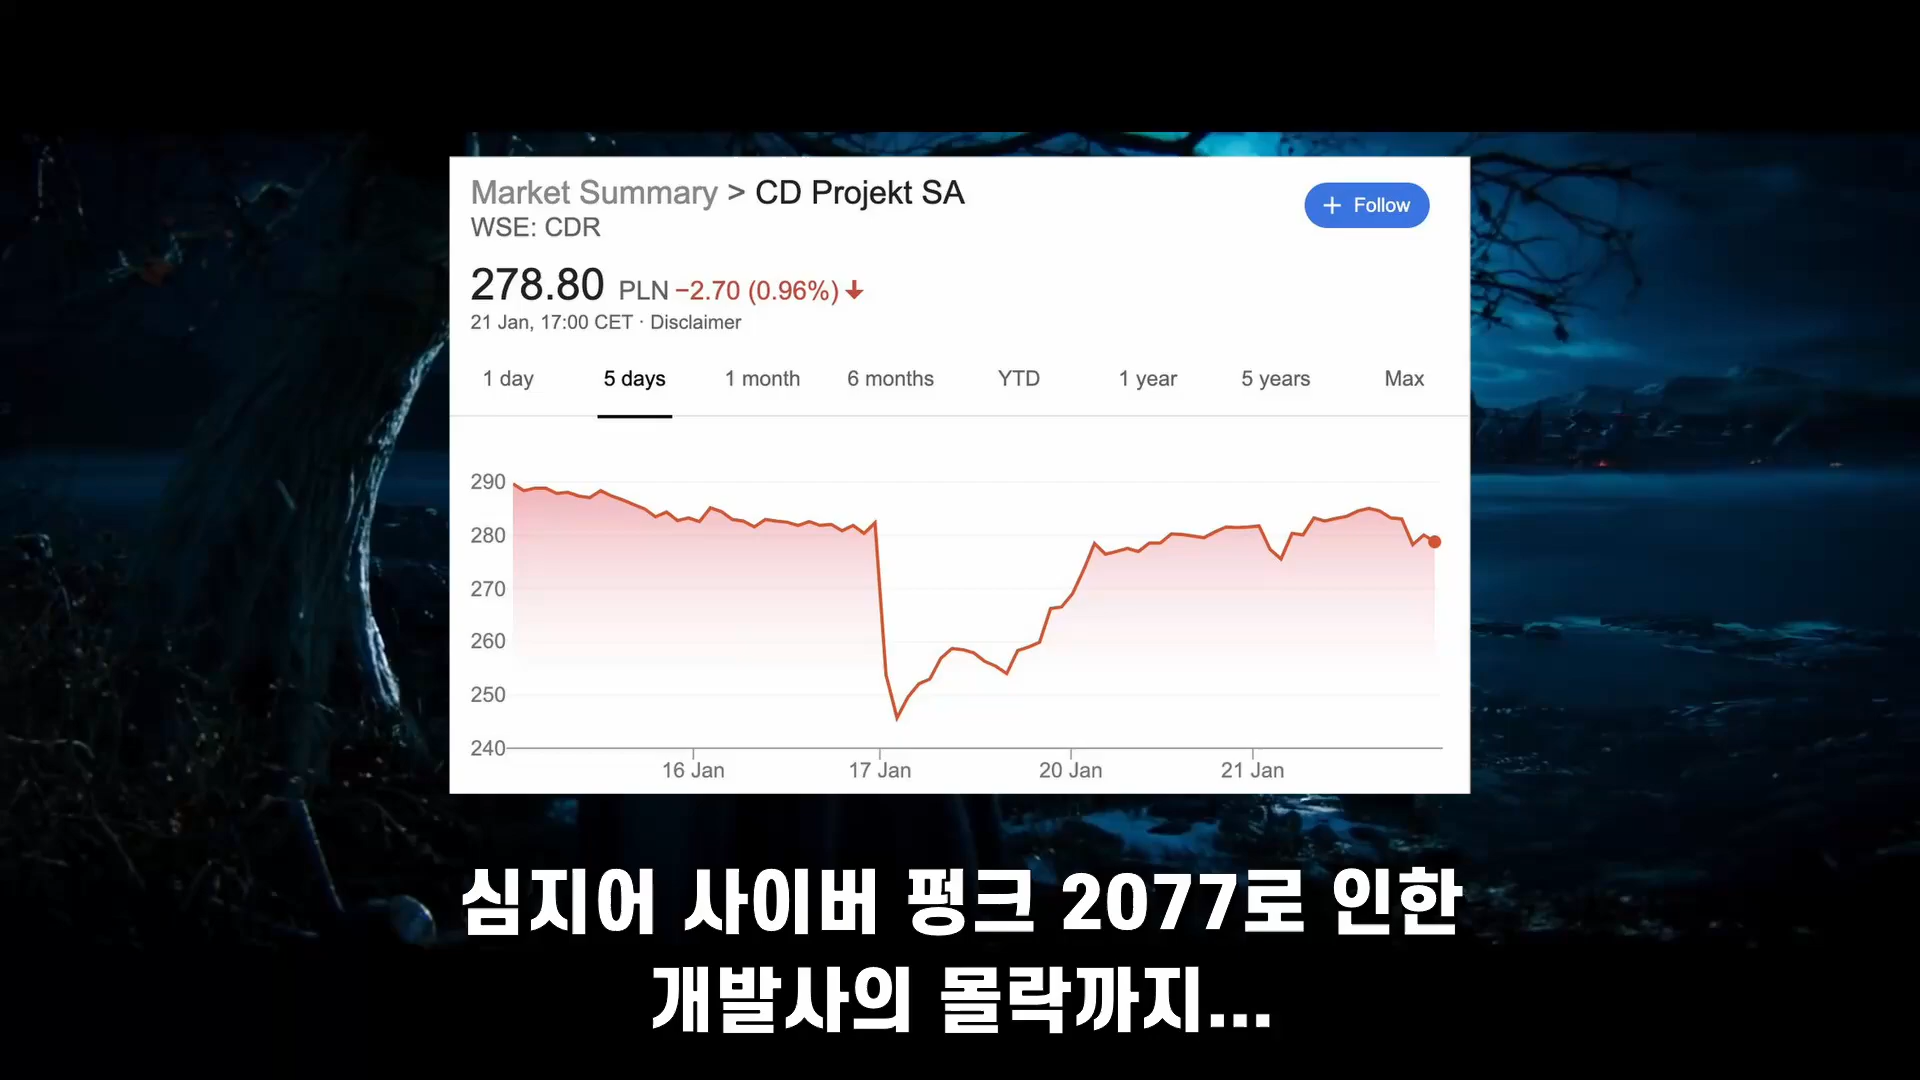 Market Summary > CD Projekt SA
WSE: CDR
+ Follow
278.80 PLN −2.70 (0.96%) ↓
21 Jan, 17:00 CET · Disclaimer
1 day 5 days 1 month 6 months YTD 1 year 5 years Max
290
280
270
260
250
240
16 Jan 17 Jan 20 Jan 21 Jan
심지어 사이버 펑크 2077로 인한
개발사의 몰락까지...